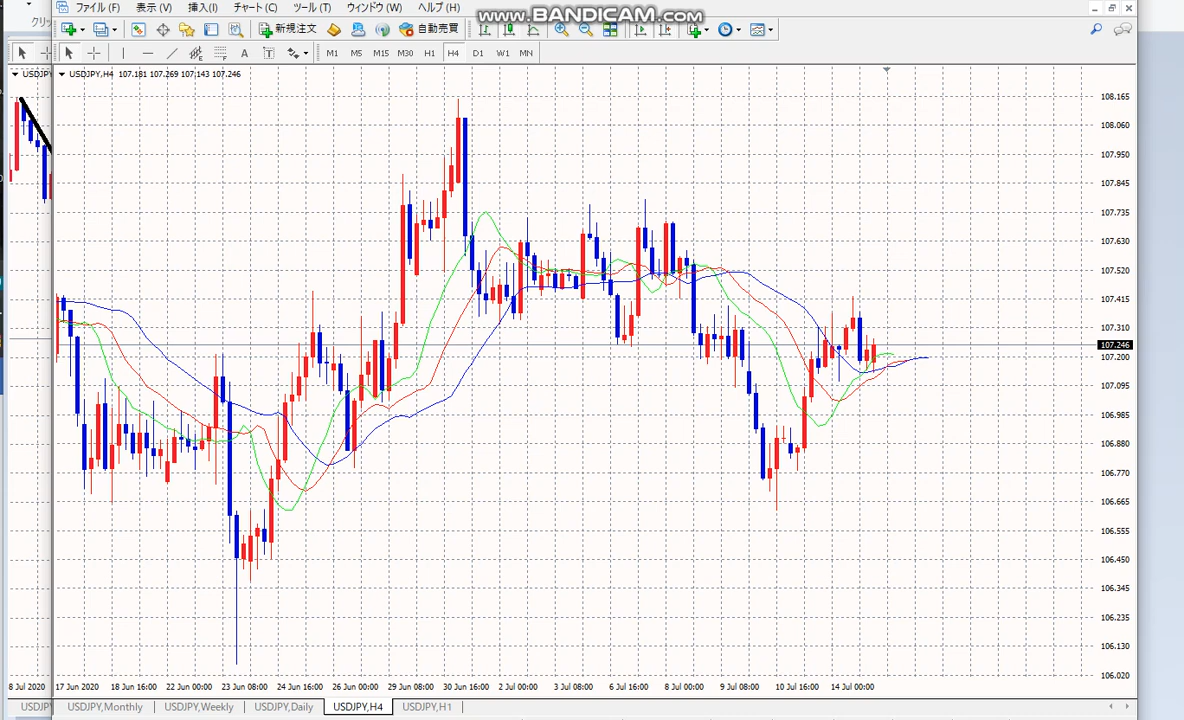 ファイル (F) 表示 (V) 挿入(I) チャート(C) ツール (T) ウィンドウ (W) ヘルプ (H)
www.BANDICAM.com
クリッ
新規注文 自動売買
A T M1 M5 M15 M30 H1 H4 D1 W1 MN
USDJPY
USDJPY,H4 107.181 107.269 107.143 107.246
108.165
108.060
107.950
107.845
107.735
107.630
107.520
107.415
107.310
107.246
107.200
107.095
106.985
106.880
106.770
106.665
106.555
106.450
106.345
106.235
106.130
106.020
8 Jul 2020 17 Jun 2020 18 Jun 16:00 22 Jun 00:00 23 Jun 08:00 24 Jun 16:00 26 Jun 00:00 29 Jun 08:00 30 Jun 16:00 2 Jul 00:00 3 Jul 08:00 6 Jul 16:00 8 Jul 00:00 9 Jul 08:00 10 Jul 16:00 14 Jul 00:00
USDJPY USDJPY,Monthly USDJPY,Weekly USDJPY,Daily USDJPY,H4 USDJPY,H1